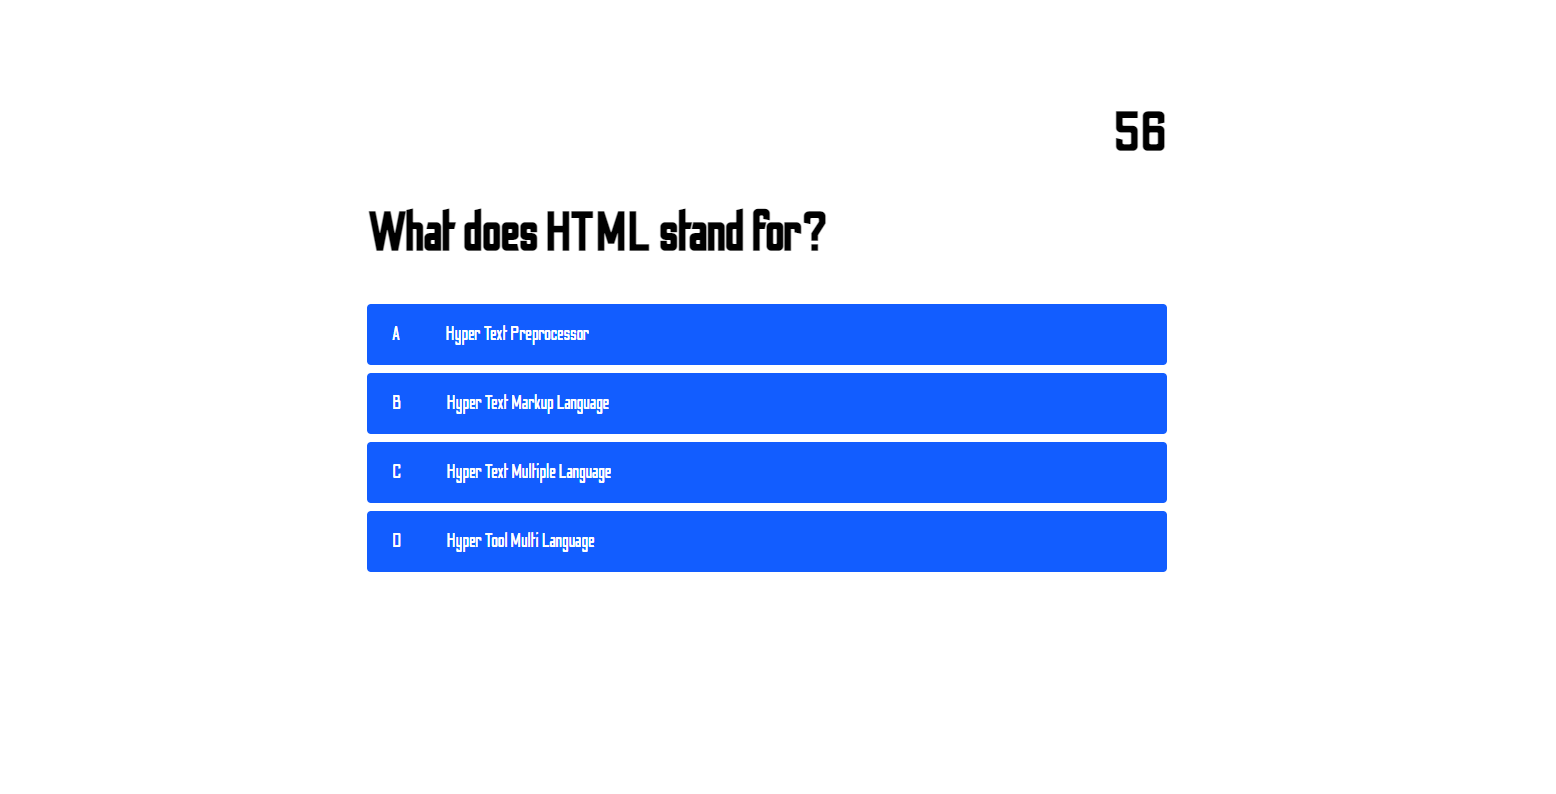 56
What does HTML stand for?
A Hyper Text Preprocessor
B Hyper Text Markup Language
C Hyper Text Multiple Language
D Hyper Tool Multi Language